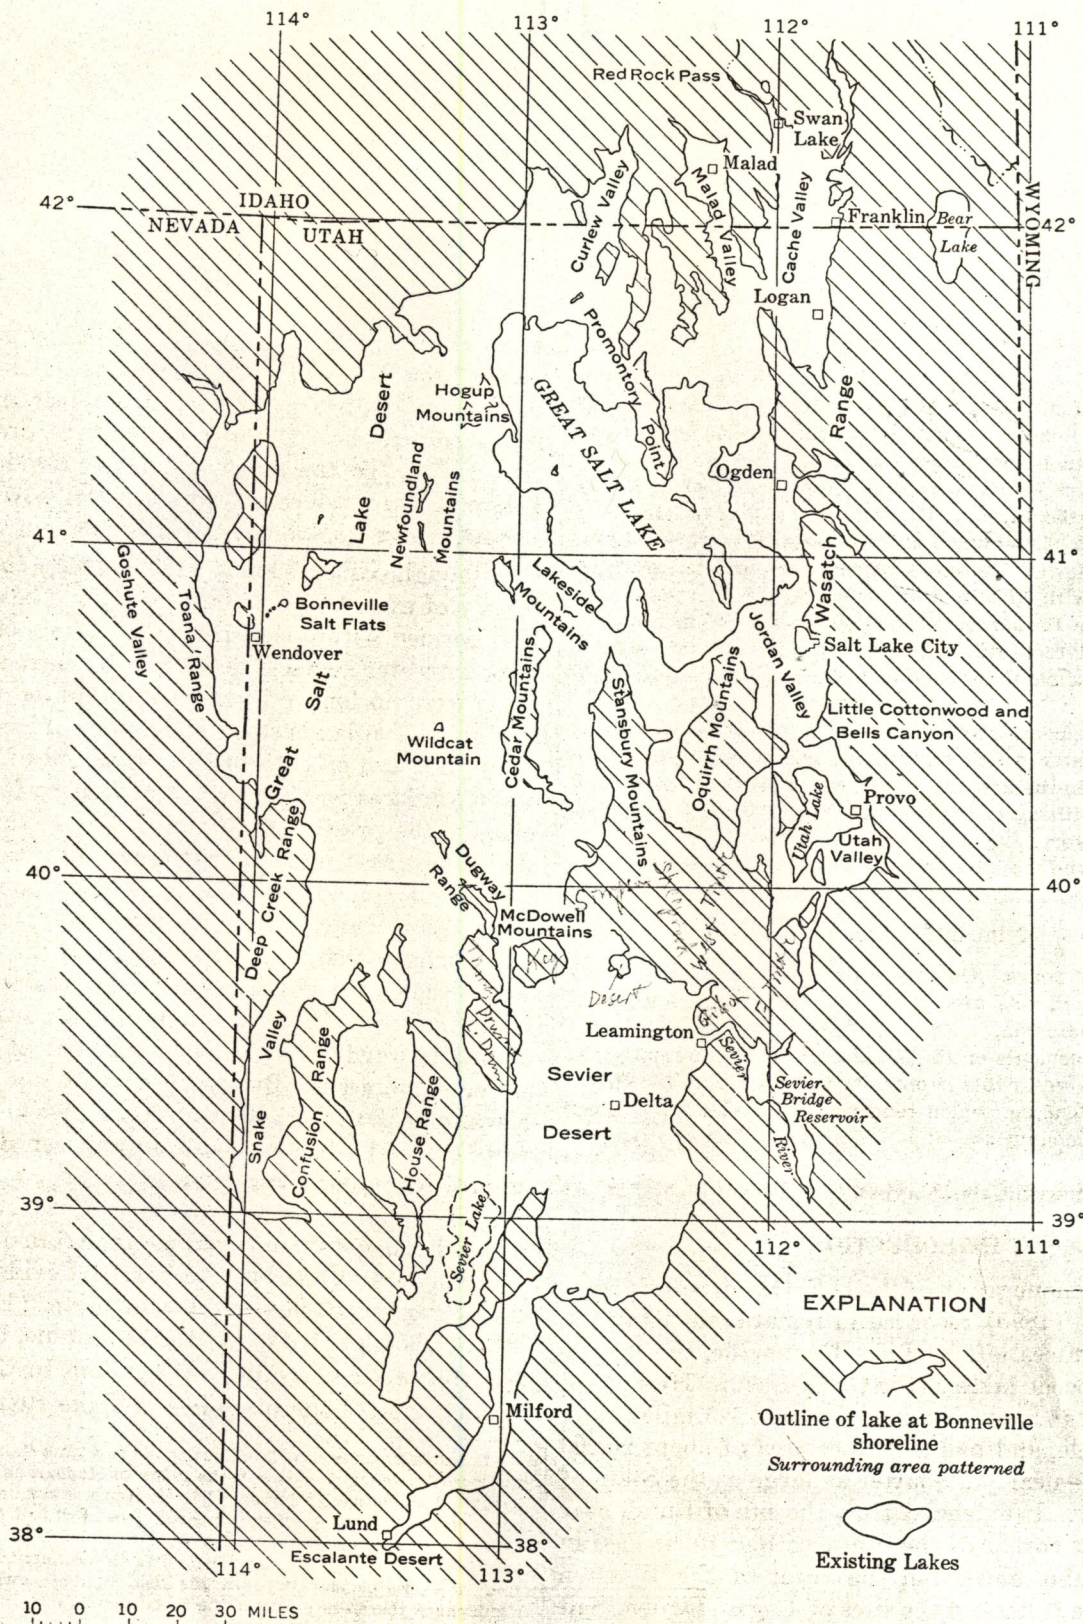 114°
113°
112°
111°
Red Rock Pass
Swan
Lake
Malad
Malad Valley
Curlew Valley
Cache Valley
42°
IDAHO
NEVADA
UTAH
WYOMING
Franklin
Bear
Lake
42°
Logan
Promontory
Point
GREAT SALT LAKE
Hogup
Mountains
Great
Salt
Lake
Desert
Newfoundland
Mountains
Range
Wasatch
Ogden
41°
41°
Goshute Valley
Toana Range
Lakeside
Mountains
Bonneville
Salt Flats
Wendover
Jordan Valley
Salt Lake City
Cedar Mountains
Stansbury Mountains
Oquirrh Mountains
Little Cottonwood and
Bells Canyon
Wildcat
Mountain
Provo
Utah Lake
Utah
Valley
Deep Creek Range
40°
40°
Dugway
Range
McDowell
Mountains
Key
Desert
Leamington
Sevier
River
Sevier
Bridge
Reservoir
Snake
Valley
Confusion
Range
House Range
Sevier
Desert
Delta
39°
39°
Sevier Lake
112°
111°
EXPLANATION
Outline of lake at Bonneville
shoreline
Surrounding area patterned
Existing Lakes
Milford
Lund
38°
38°
Escalante Desert
114°
113°
10 0 10 20 30 MILES